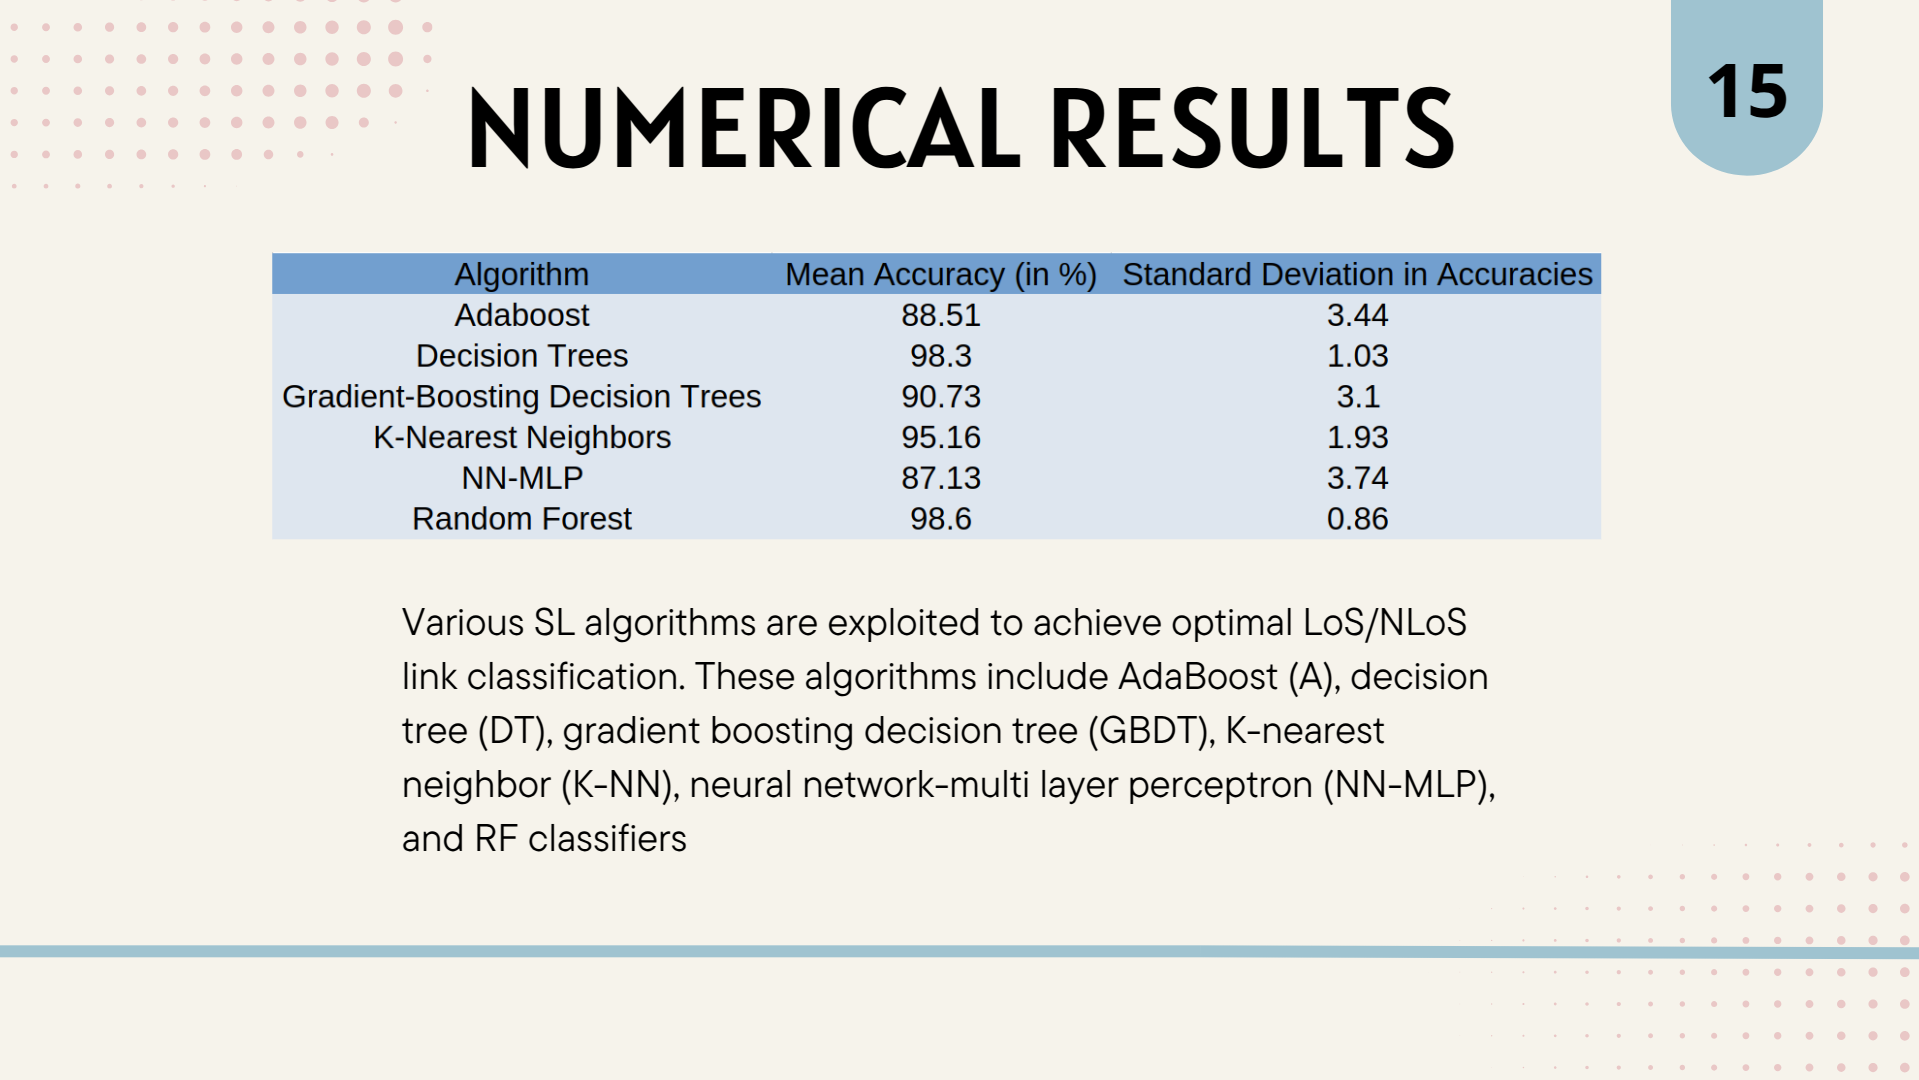 15
NUMERICAL RESULTS
Algorithm Mean Accuracy (in %) Standard Deviation in Accuracies
Adaboost 88.51 3.44
Decision Trees 98.3 1.03
Gradient-Boosting Decision Trees 90.73 3.1
K-Nearest Neighbors 95.16 1.93
NN-MLP 87.13 3.74
Random Forest 98.6 0.86
Various SL algorithms are exploited to achieve optimal LoS/NLoS
link classification. These algorithms include AdaBoost (A), decision
tree (DT), gradient boosting decision tree (GBDT), K-nearest
neighbor (K-NN), neural network-multi layer perceptron (NN-MLP),
and RF classifiers